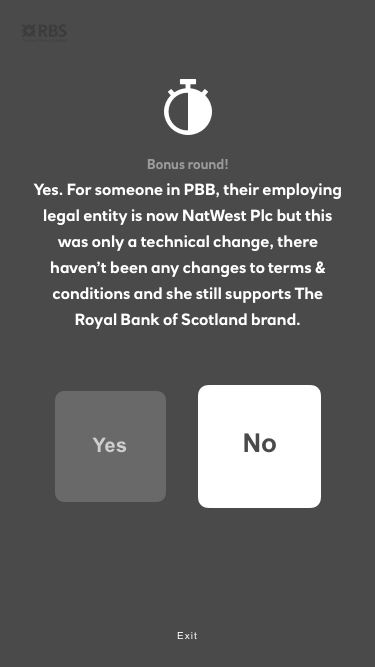 RBS
Bonus round!
Yes. For someone in PBB, their employing
legal entity is now NatWest Plc but this
was only a technical change, there
haven't been any changes to terms &
conditions and she still supports The
Royal Bank of Scotland brand.
Yes
No
Exit